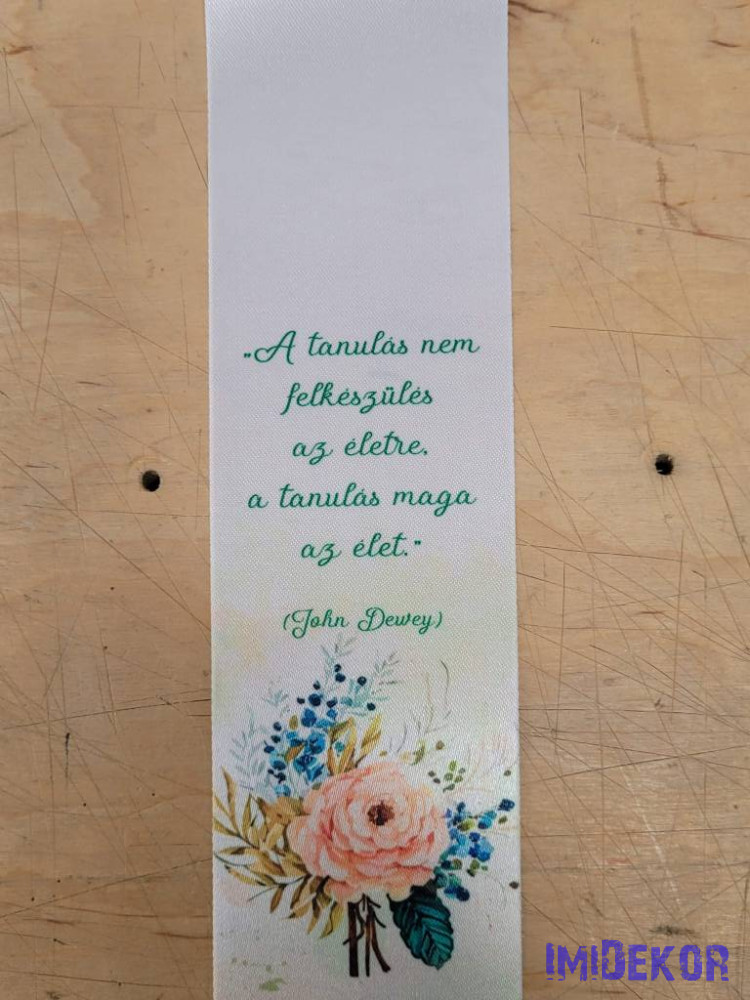 „A tanulás nem
felkészülés
az életre,
a tanulás maga
az élet.”
(John Dewey)
IMIDEKOR